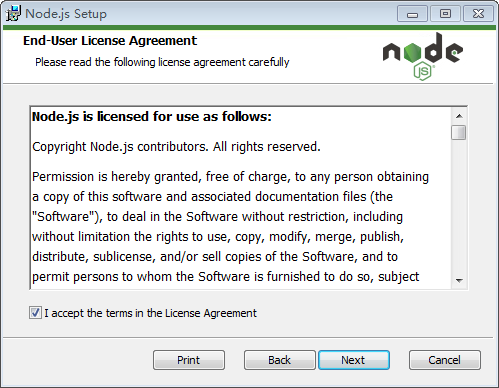 Node.js Setup
End-User License Agreement
Please read the following license agreement carefully
node
JS
Node.js is licensed for use as follows:
Copyright Node.js contributors. All rights reserved.
Permission is hereby granted, free of charge, to any person obtaining
a copy of this software and associated documentation files (the
"Software"), to deal in the Software without restriction, including
without limitation the rights to use, copy, modify, merge, publish,
distribute, sublicense, and/or sell copies of the Software, and to
permit persons to whom the Software is furnished to do so, subject
I accept the terms in the License Agreement
Print
Back
Next
Cancel